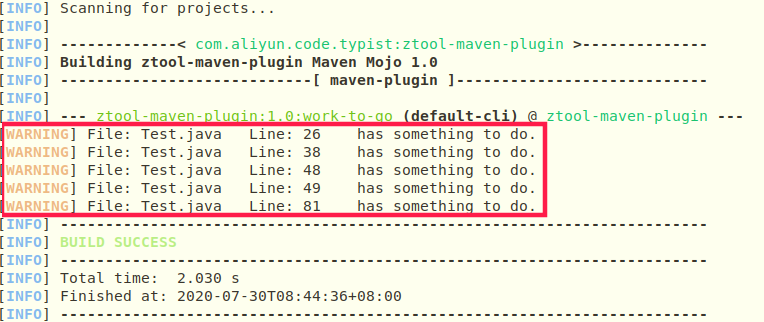 [INFO] Scanning for projects...
[INFO]
[INFO] -------------< com.aliyun.code.typist:ztool-maven-plugin >--------------
[INFO] Building ztool-maven-plugin Maven Mojo 1.0
[INFO] ----------------------------[ maven-plugin ]----------------------------
[INFO]
[INFO] --- ztool-maven-plugin:1.0:work-to-go (default-cli) @ ztool-maven-plugin ---
[WARNING] File: Test.java   Line: 26    has something to do.
[WARNING] File: Test.java   Line: 38    has something to do.
[WARNING] File: Test.java   Line: 48    has something to do.
[WARNING] File: Test.java   Line: 49    has something to do.
[WARNING] File: Test.java   Line: 81    has something to do.
[INFO] ------------------------------------------------------------------------
[INFO] BUILD SUCCESS
[INFO] ------------------------------------------------------------------------
[INFO] Total time:  2.030 s
[INFO] Finished at: 2020-07-30T08:44:36+08:00
[INFO] ------------------------------------------------------------------------